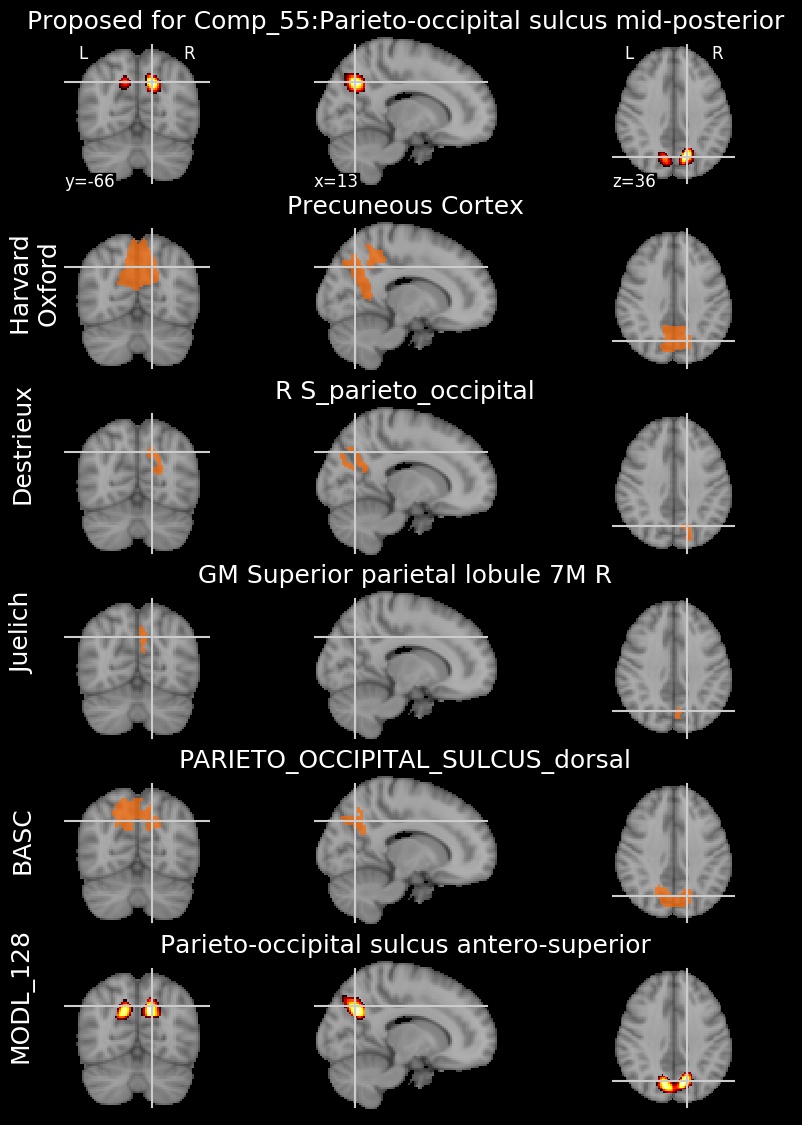 Proposed for Comp_55:Parieto-occipital sulcus mid-posterior
L R L R
y=-66 x=13 z=36
Precuneous Cortex
Harvard
Oxford
R S_parieto_occipital
Destrieux
GM Superior parietal lobule 7M R
Juelich
PARIETO_OCCIPITAL_SULCUS_dorsal
BASC
Parieto-occipital sulcus antero-superior
MODL_128